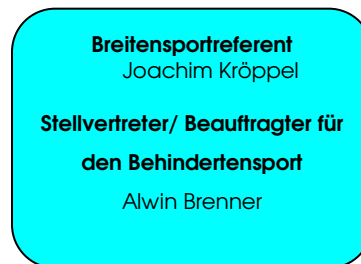 Breitensportreferent
Joachim Kröppel
Stellvertreter/ Beauftragter für
den Behindertensport
Alwin Brenner